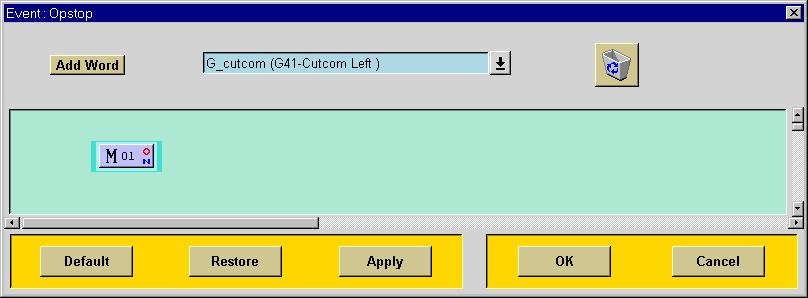 Event : Opstop
Add Word
G_cutcom (G41-Cutcom Left )
M 01 O N
Default Restore Apply OK Cancel